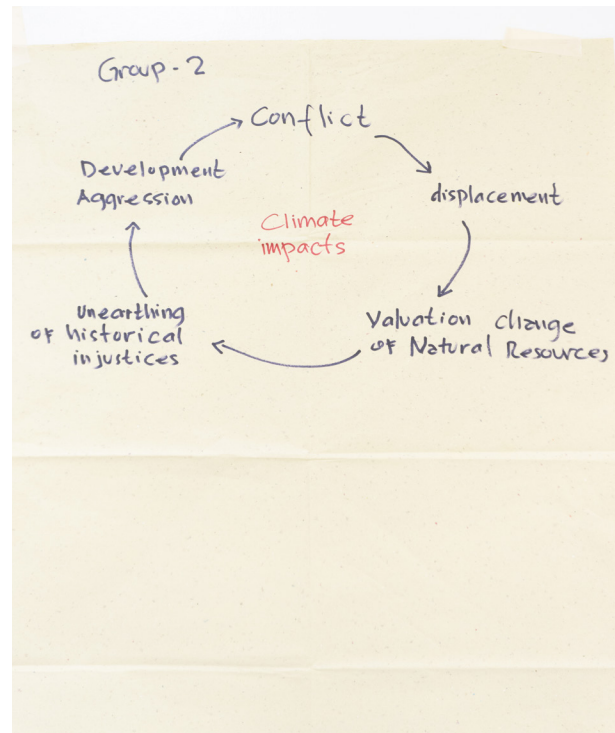 Group-2
Conflict
displacement
Valuation change
of Natural Resources
Unearthing
of historical
injustices
Development
Aggression
Climate
impacts